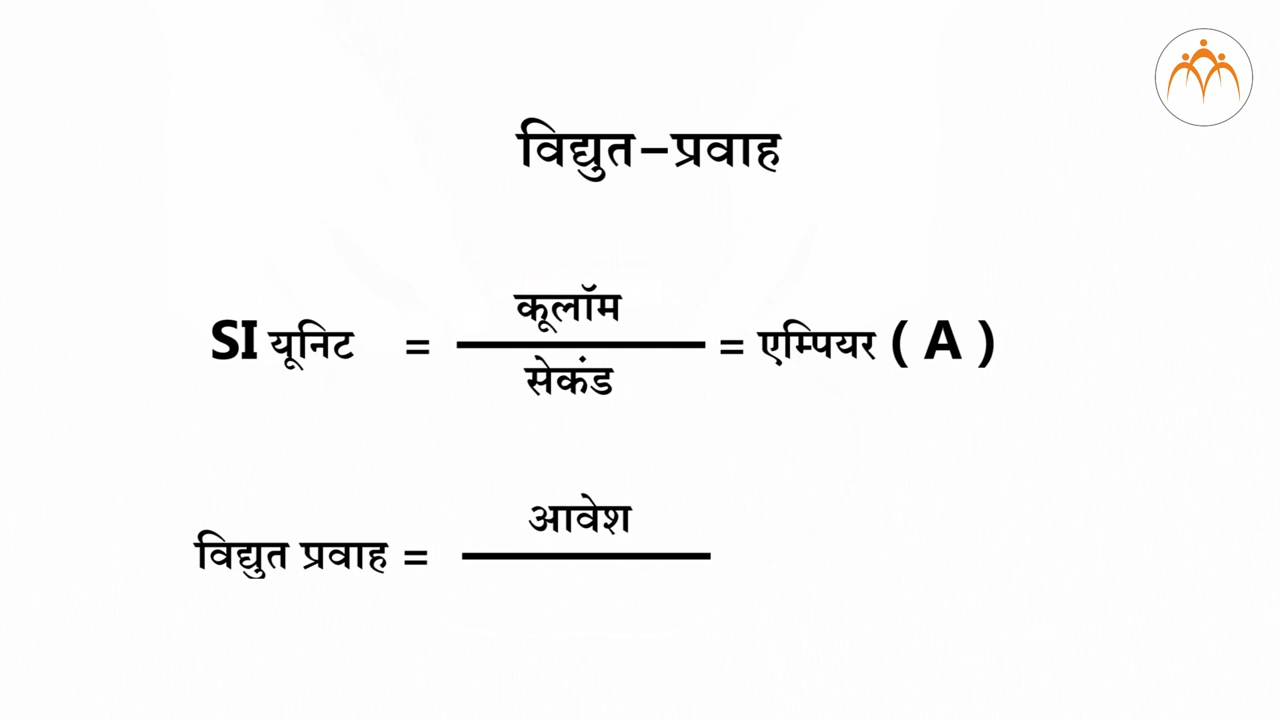 विद्युत–प्रवाह
SI यूनिट = कूलॉम / सेकंड = एम्पियर ( A )
विद्युत प्रवाह = आवेश